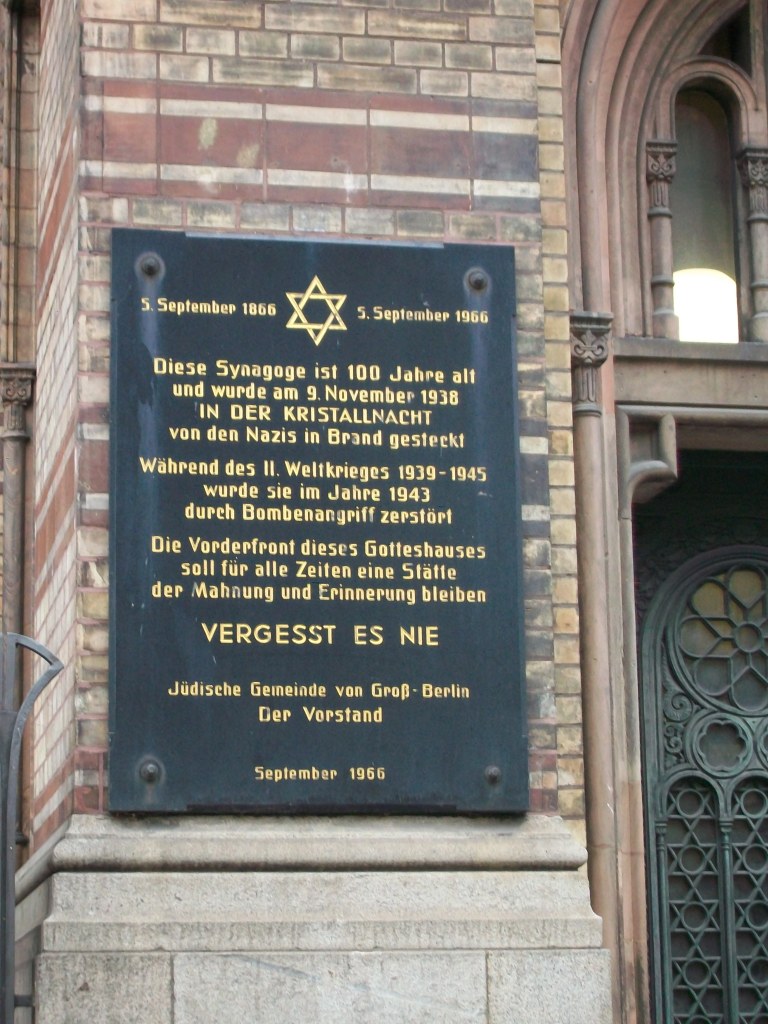 5. September 1866 5. September 1966
Diese Synagoge ist 100 Jahre alt
und wurde am 9. November 1938
IN DER KRISTALLNACHT
von den Nazis in Brand gesteckt
Während des II. Weltkrieges 1939-1945
wurde sie im Jahre 1943
durch Bombenangriff zerstört
Die Vorderfront dieses Gotteshauses
soll für alle Zeiten eine Stätte
der Mahnung und Erinnerung bleiben
VERGESST ES NIE
Jüdische Gemeinde von Groß-Berlin
Der Vorstand
September 1966